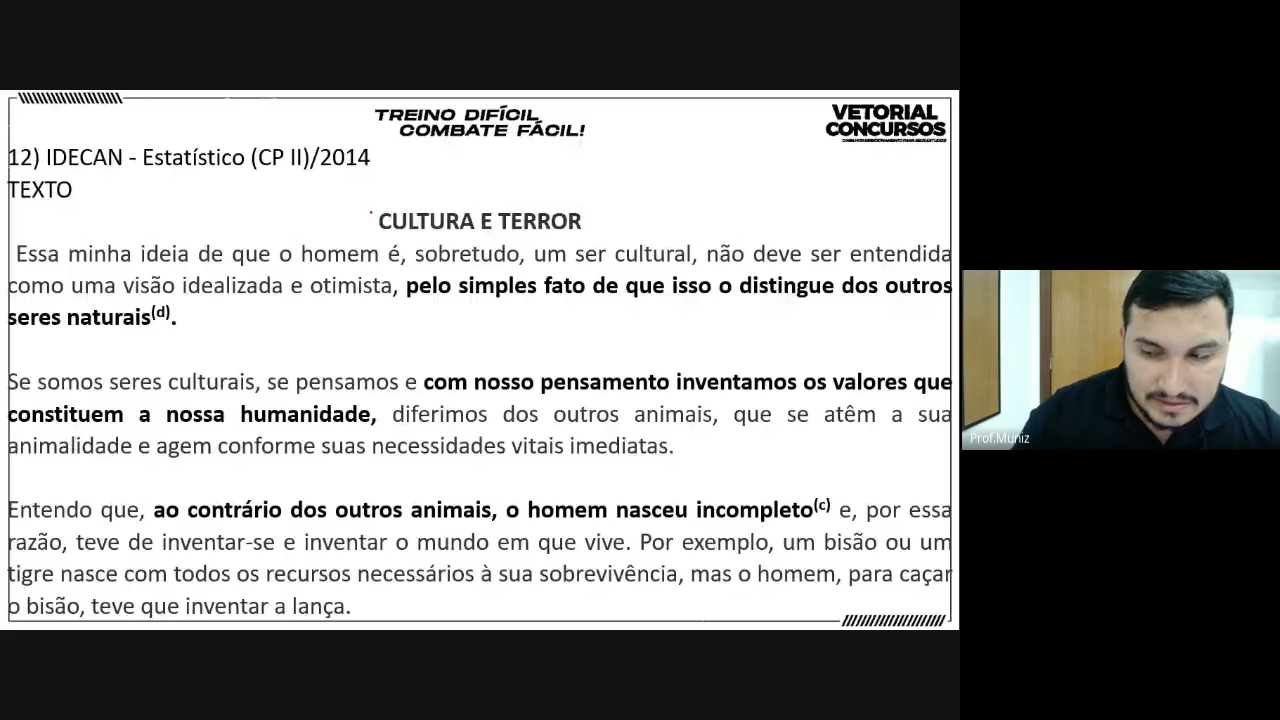 TREINO DIFÍCIL
COMBATE FÁCIL!
VETORIAL
CONCURSOS
12) IDECAN - Estatístico (CP II)/2014
TEXTO
CULTURA E TERROR
Essa minha ideia de que o homem é, sobretudo, um ser cultural, não deve ser entendida
como uma visão idealizada e otimista, pelo simples fato de que isso o distingue dos outros
seres naturais(d).
Se somos seres culturais, se pensamos e com nosso pensamento inventamos os valores que
constituem a nossa humanidade, diferimos dos outros animais, que se atêm a sua
animalidade e agem conforme suas necessidades vitais imediatas.
Entendo que, ao contrário dos outros animais, o homem nasceu incompleto(c) e, por essa
razão, teve de inventar-se e inventar o mundo em que vive. Por exemplo, um bisão ou um
tigre nasce com todos os recursos necessários à sua sobrevivência, mas o homem, para caçar
o bisão, teve que inventar a lança.
Prof.Muniz